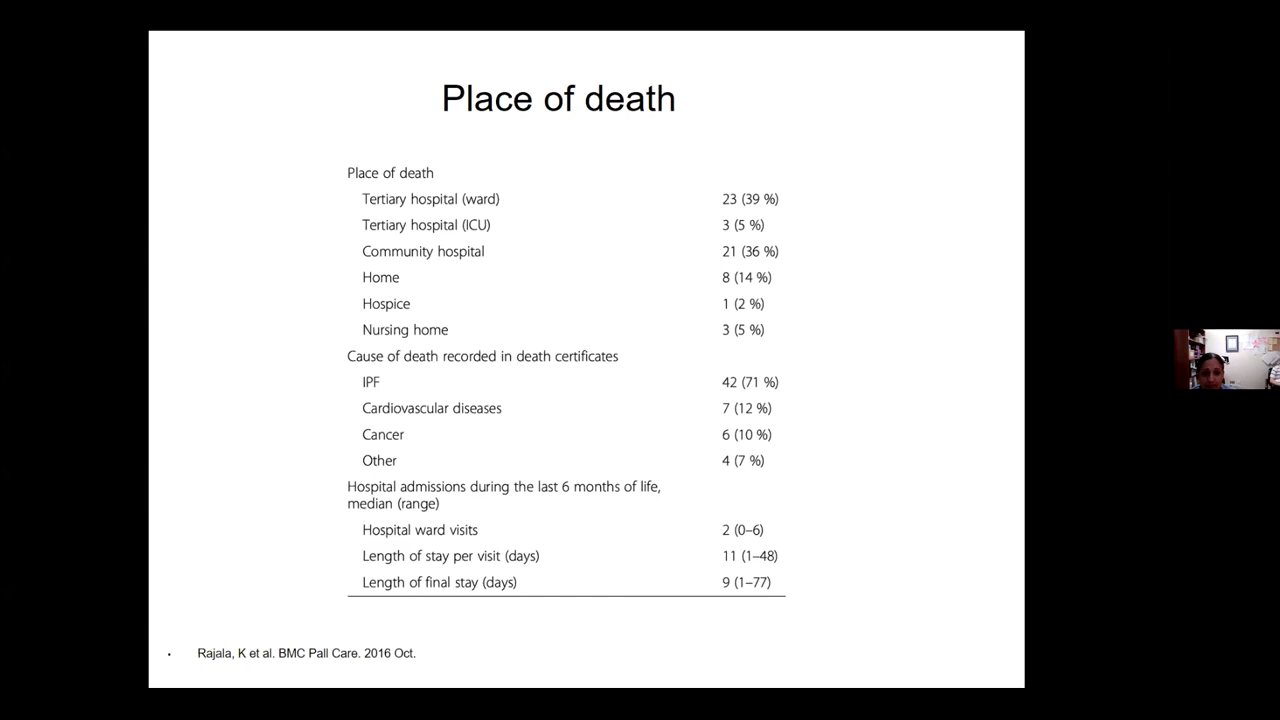 Place of death
Place of death
Tertiary hospital (ward) 23 (39 %)
Tertiary hospital (ICU) 3 (5 %)
Community hospital 21 (36 %)
Home 8 (14 %)
Hospice 1 (2 %)
Nursing home 3 (5 %)
Cause of death recorded in death certificates
IPF 42 (71 %)
Cardiovascular diseases 7 (12 %)
Cancer 6 (10 %)
Other 4 (7 %)
Hospital admissions during the last 6 months of life,
median (range)
Hospital ward visits 2 (0–6)
Length of stay per visit (days) 11 (1–48)
Length of final stay (days) 9 (1–77)
• Rajala, K et al. BMC Pall Care. 2016 Oct.